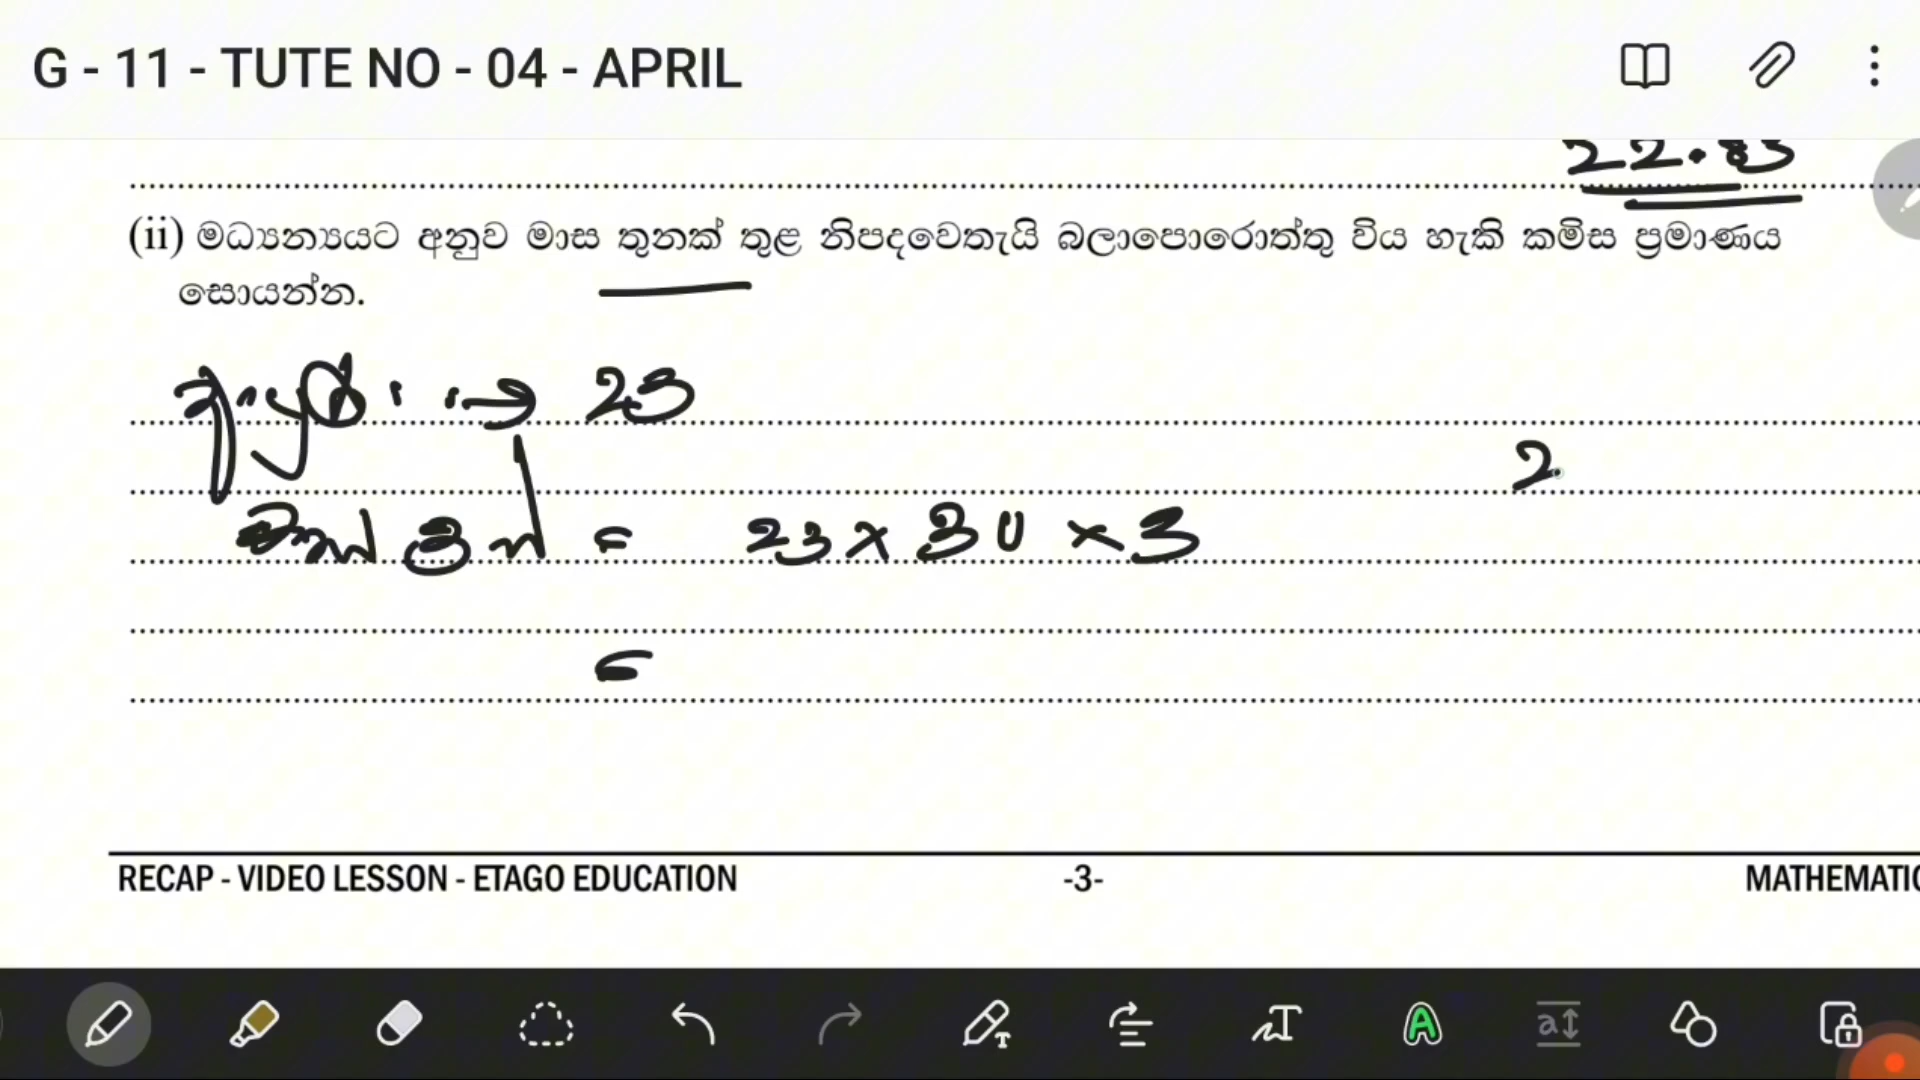 G - 11 - TUTE NO - 04 - APRIL
22.83
(ii) මධ්‍යන්‍යයට අනුව මාස තුනක් තුළ නිපදවෙතැයි බලාපොරොත්තු විය හැකි කමිස ප්‍රමාණය
සොයන්න.
→ 23
2
= 23 × 30 × 3
=
RECAP - VIDEO LESSON - ETAGO EDUCATION -3- MATHEMATIC